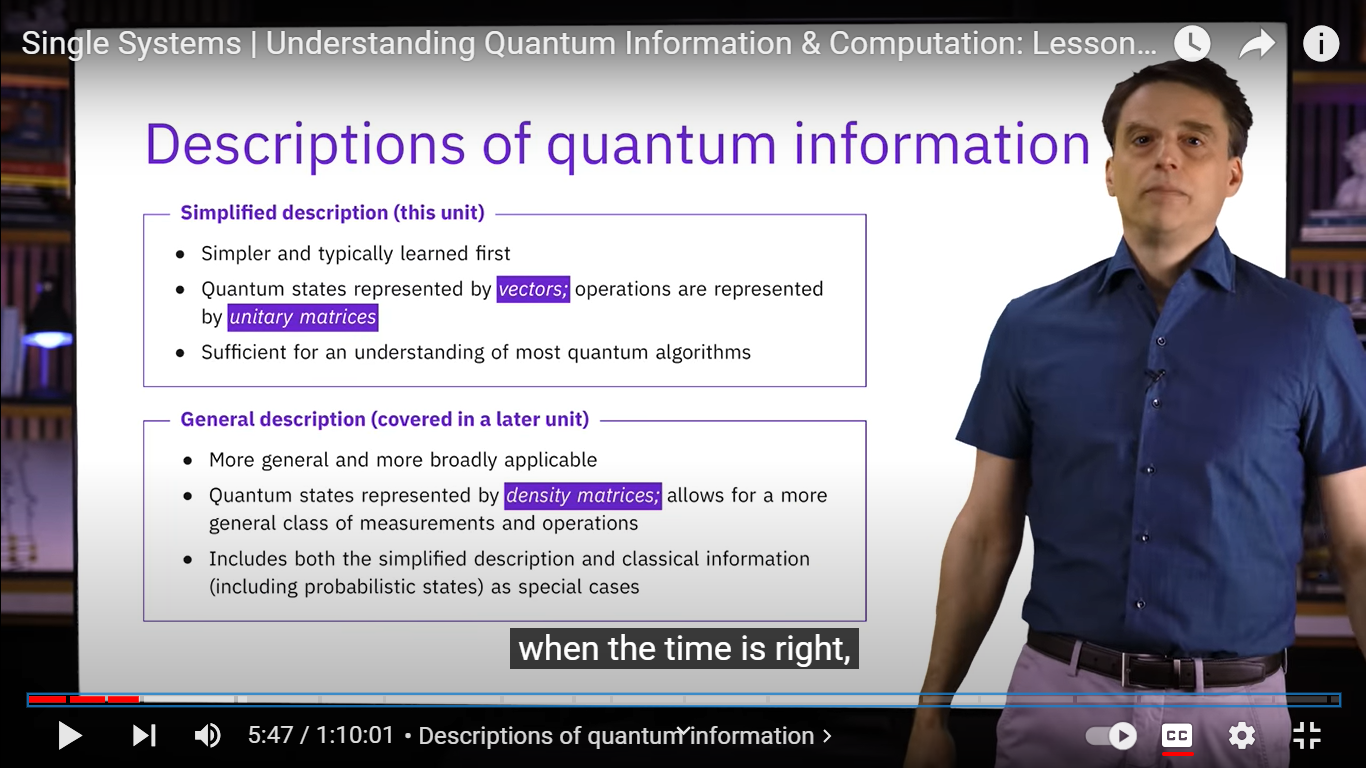 Single Systems | Understanding Quantum Information & Computation: Lesson...
Descriptions of quantum information
Simplified description (this unit)
• Simpler and typically learned first
• Quantum states represented by vectors; operations are represented
by unitary matrices
• Sufficient for an understanding of most quantum algorithms
General description (covered in a later unit)
• More general and more broadly applicable
• Quantum states represented by density matrices; allows for a more
general class of measurements and operations
• Includes both the simplified description and classical information
(including probabilistic states) as special cases
when the time is right,
5:47 / 1:10:01 • Descriptions of quantum information >
CC